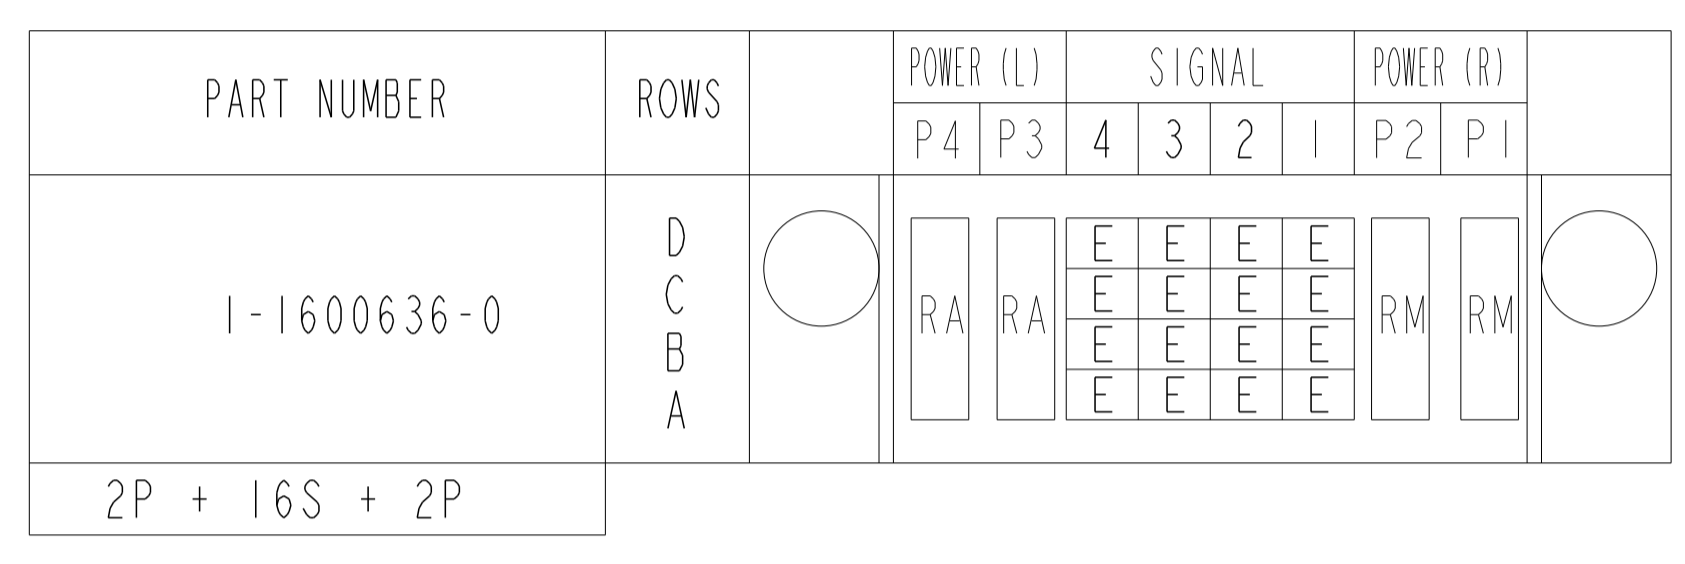 PART NUMBER ROWS POWER (L) SIGNAL POWER (R)
P4 P3 4 3 2 1 P2 P1
D E E E E
C E E E E
1-1600636-0 RA RA RM RM
B E E E E
A E E E E
2P + 16S + 2P